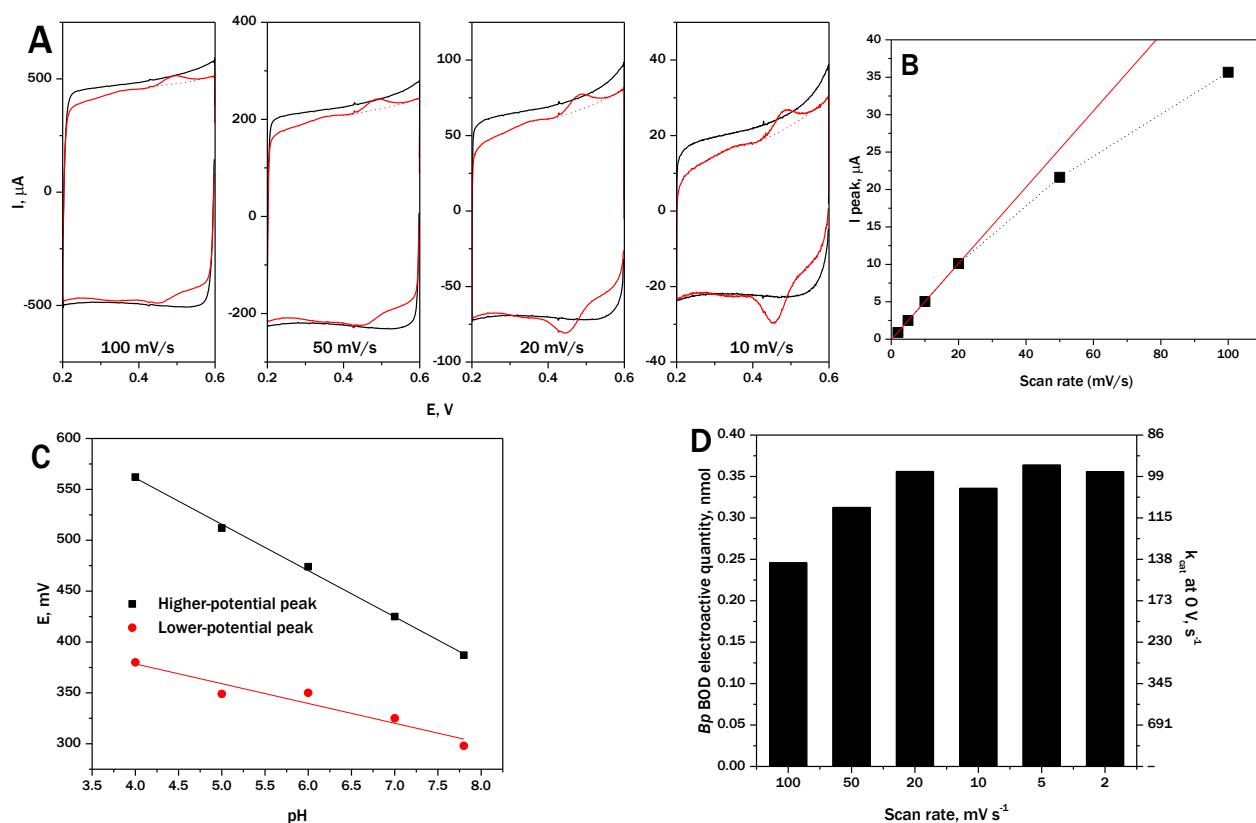 A
I, µA
500
0
-500
0.2 0.4 0.6
100 mV/s
400
200
0
-200
0.2 0.4 0.6
50 mV/s
100
50
0
-50
-100
0.2 0.4 0.6
20 mV/s
40
20
0
-20
-40
0.2 0.4 0.6
10 mV/s
E, V
B
I peak, µA
40
35
30
25
20
15
10
5
0
0 20 40 60 80 100
Scan rate (mV/s)
C
E, mV
600
550
500
450
400
350
300
Higher-potential peak
Lower-potential peak
3.5 4.0 4.5 5.0 5.5 6.0 6.5 7.0 7.5 8.0
pH
D
Bp BOD electroactive quantity, nmol
0.40
0.35
0.30
0.25
0.20
0.15
0.10
0.05
0.00
100 50 20 10 5 2
Scan rate, mV s-1
86
99
115
138
173
230
345
691
–
kcat at 0 V, s-1